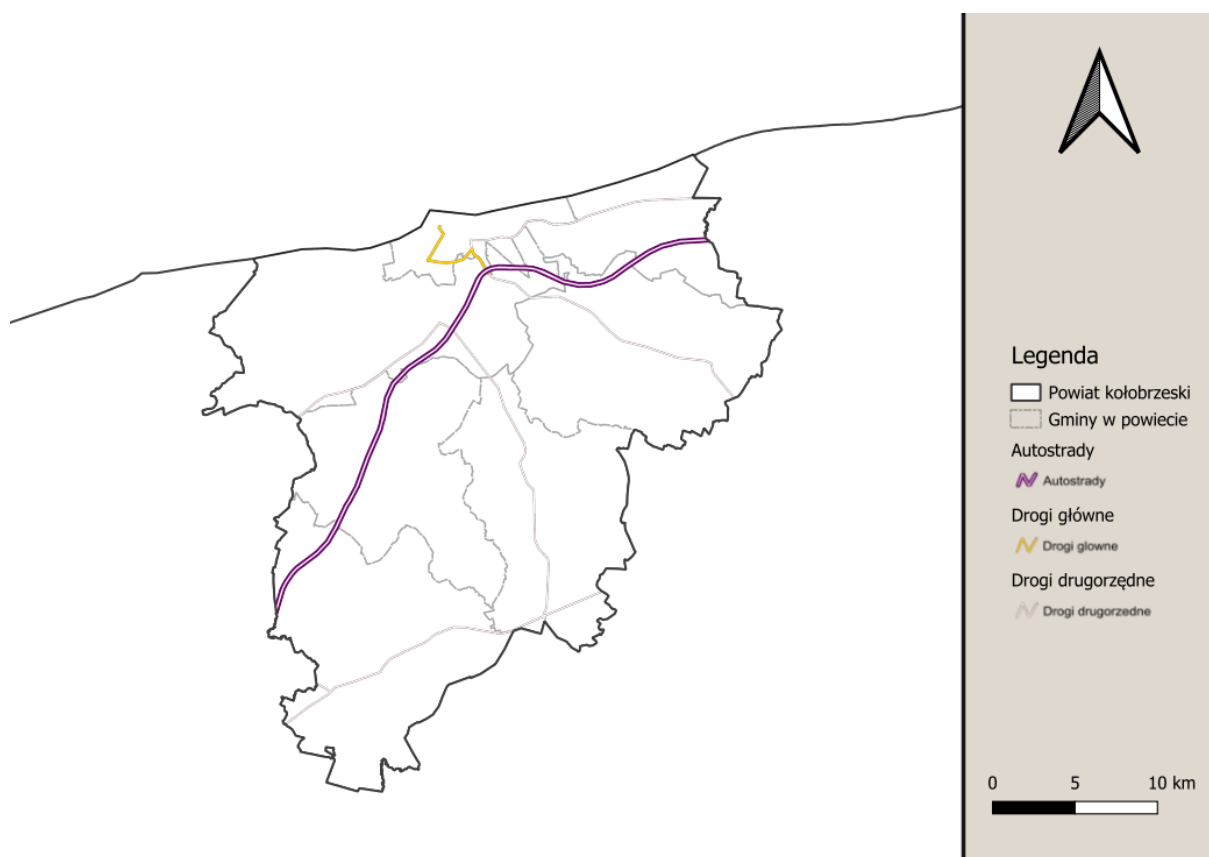 Legenda
Powiat kołobrzeski
Gminy w powiecie
Autostrady
Autostrady
Drogi główne
Drogi glowne
Drogi drugorzędne
Drogi drugorzedne
0 5 10 km